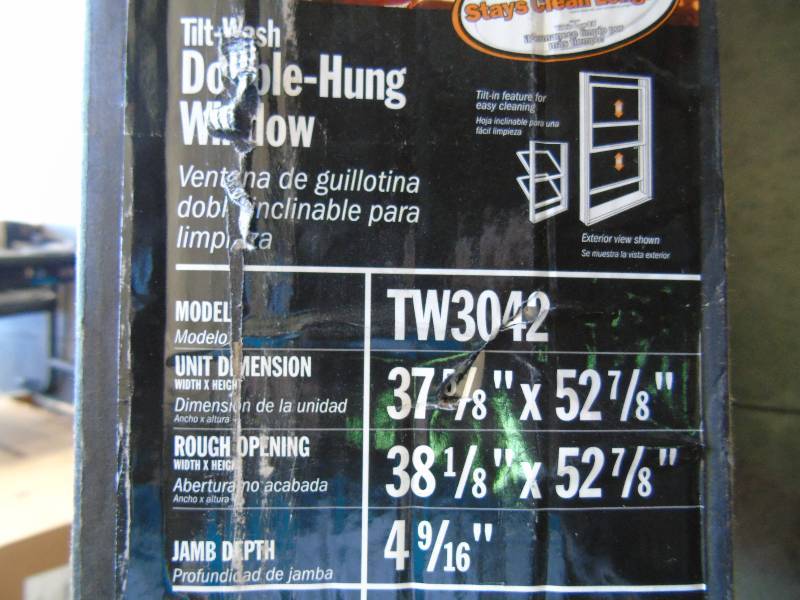 Stays Clean Longer
Tilt-Wash
Double-Hung
Window
Ventana de guillotina
doble inclinable para
limpieza
Tilt-in feature for
easy cleaning
Hoja inclinable para una
fácil limpieza
Exterior view shown
Se muestra la vista exterior
MODEL TW3042
Modelo
UNIT DIMENSION
WIDTH X HEIGHT
37 5/8" x 52 7/8"
Dimensión de la unidad
Ancho x altura
ROUGH OPENING
WIDTH X HEIGHT
38 1/8" x 52 7/8"
Abertura no acabada
Ancho x altura
JAMB DEPTH 4 9/16"
Profundidad de jamba